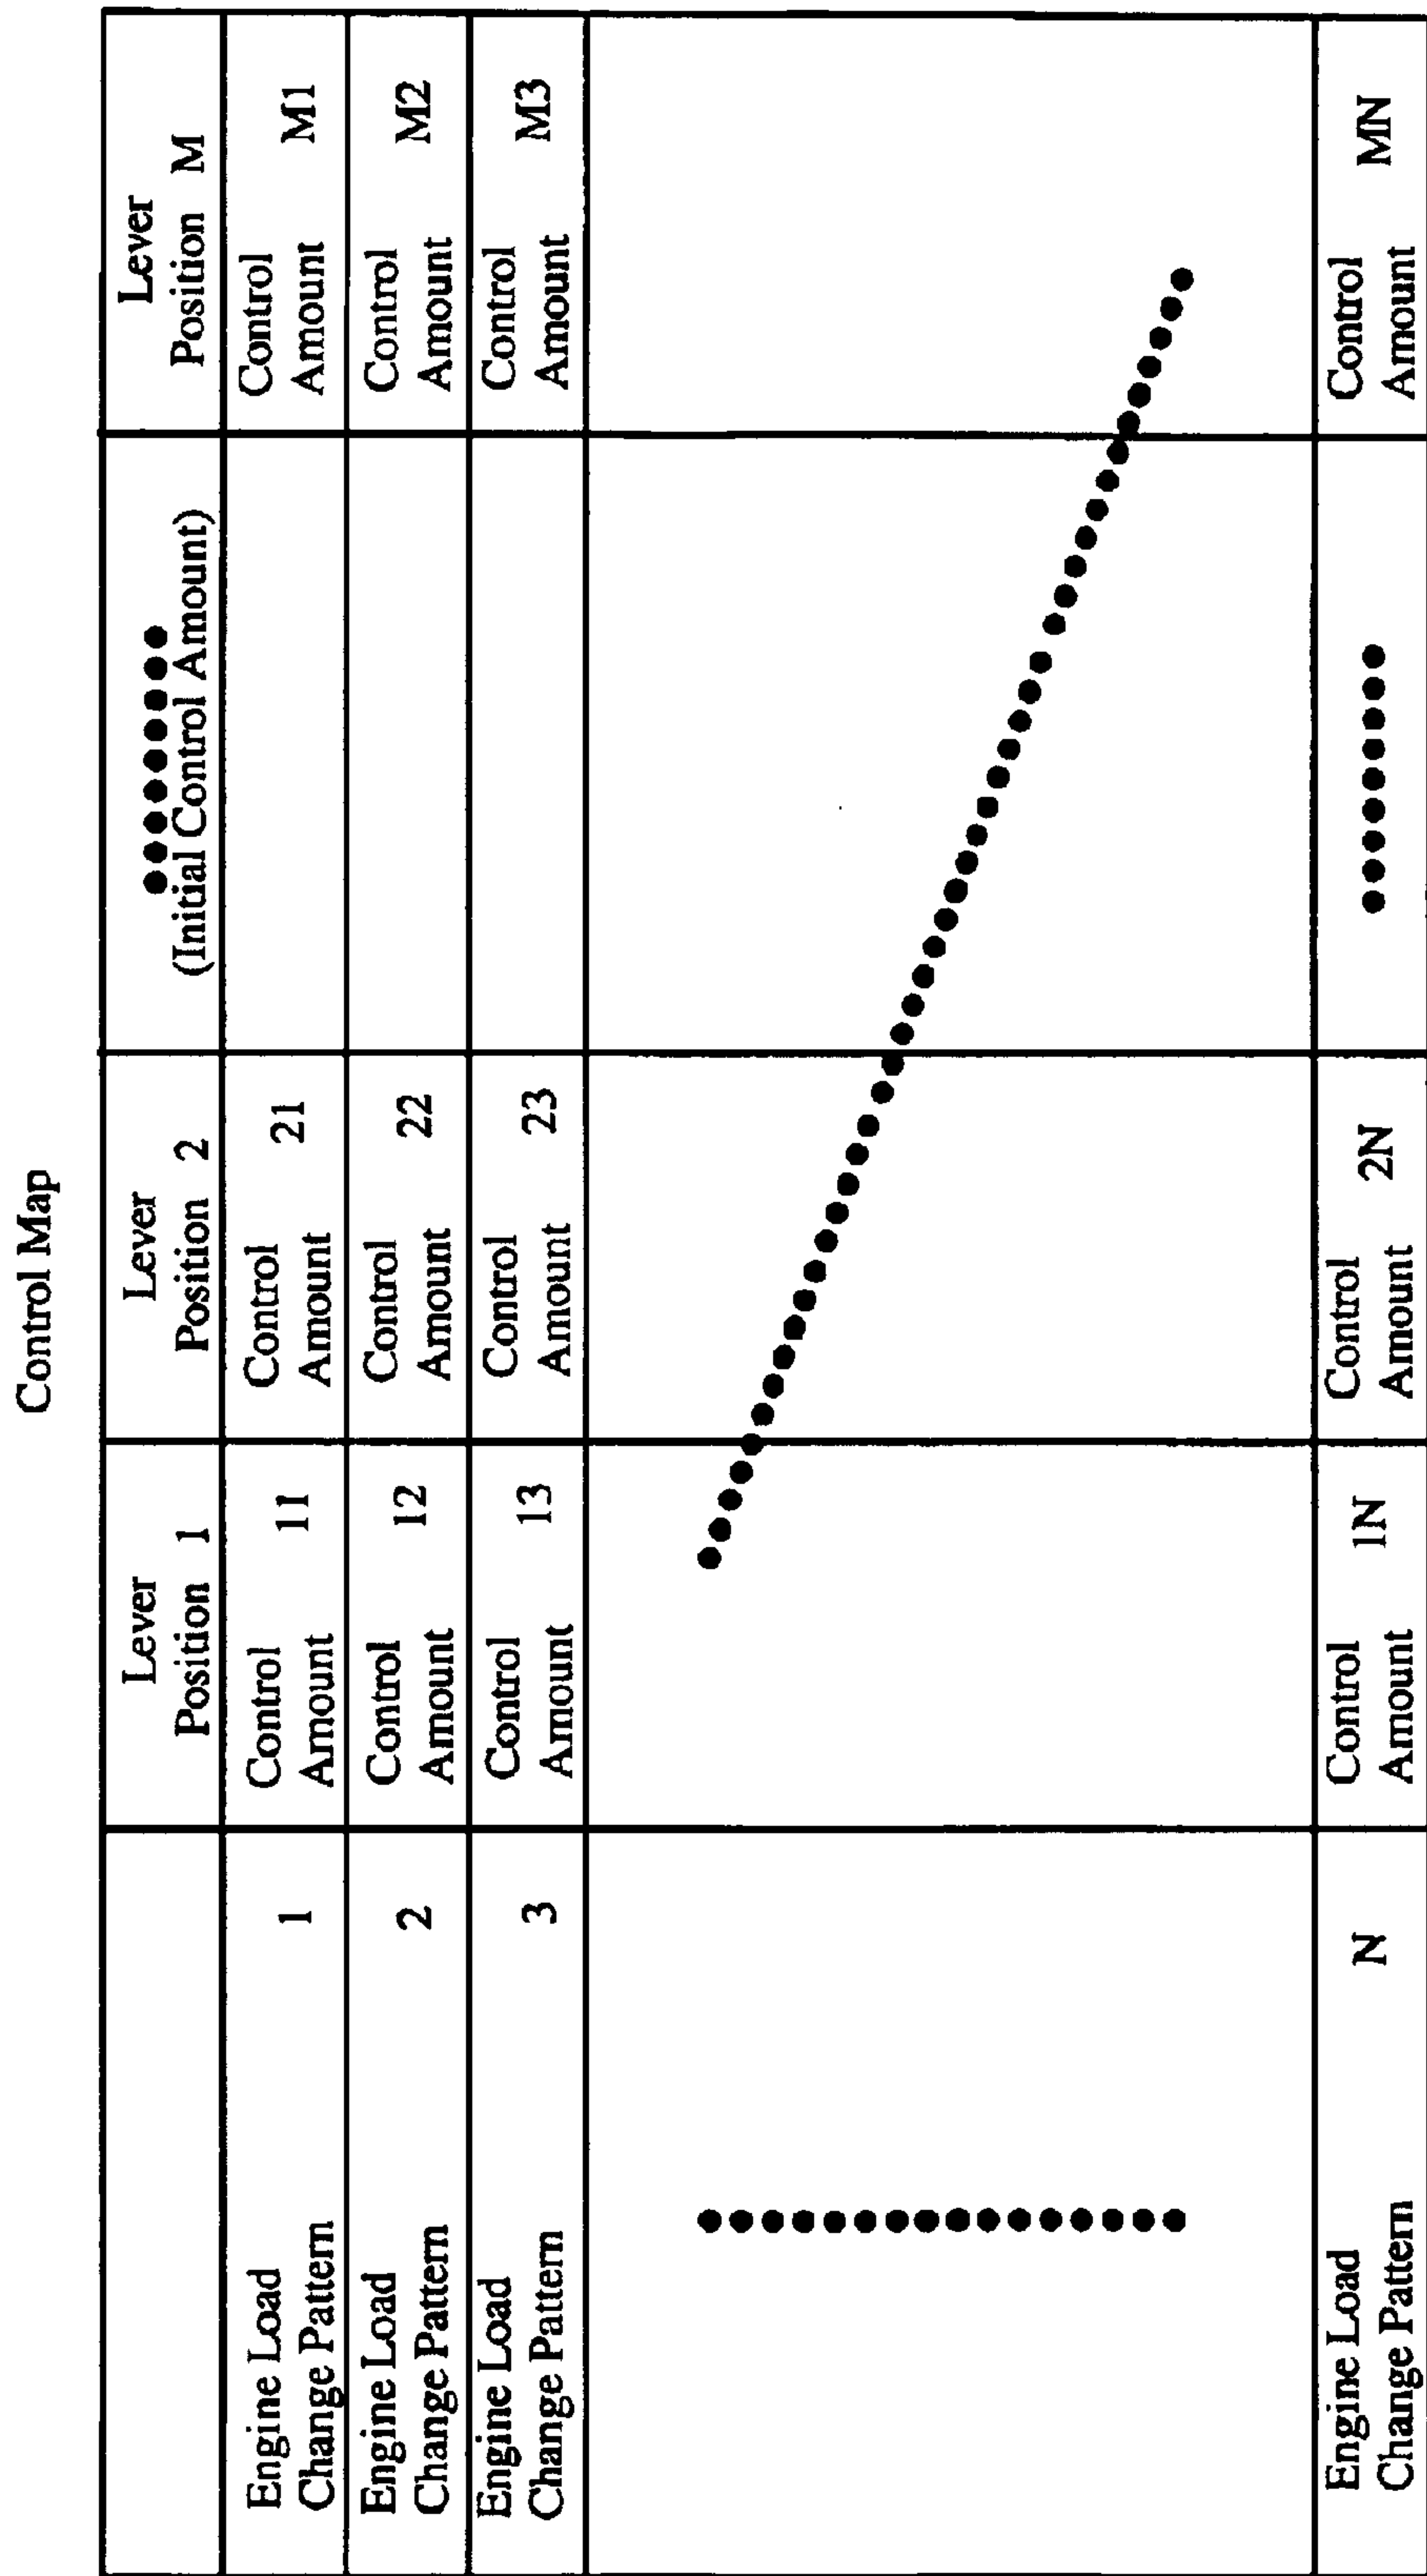 Control Map
Lever
Position 1
Lever
Position 2
(Initial Control Amount)
Lever
Position M
Engine Load
Change Pattern 1
Control
Amount 11
Control
Amount 21
Control
Amount M1
Engine Load
Change Pattern 2
Control
Amount 12
Control
Amount 22
Control
Amount M2
Engine Load
Change Pattern 3
Control
Amount 13
Control
Amount 23
Control
Amount M3
Engine Load
Change Pattern N
Control
Amount 1N
Control
Amount 2N
Control
Amount MN